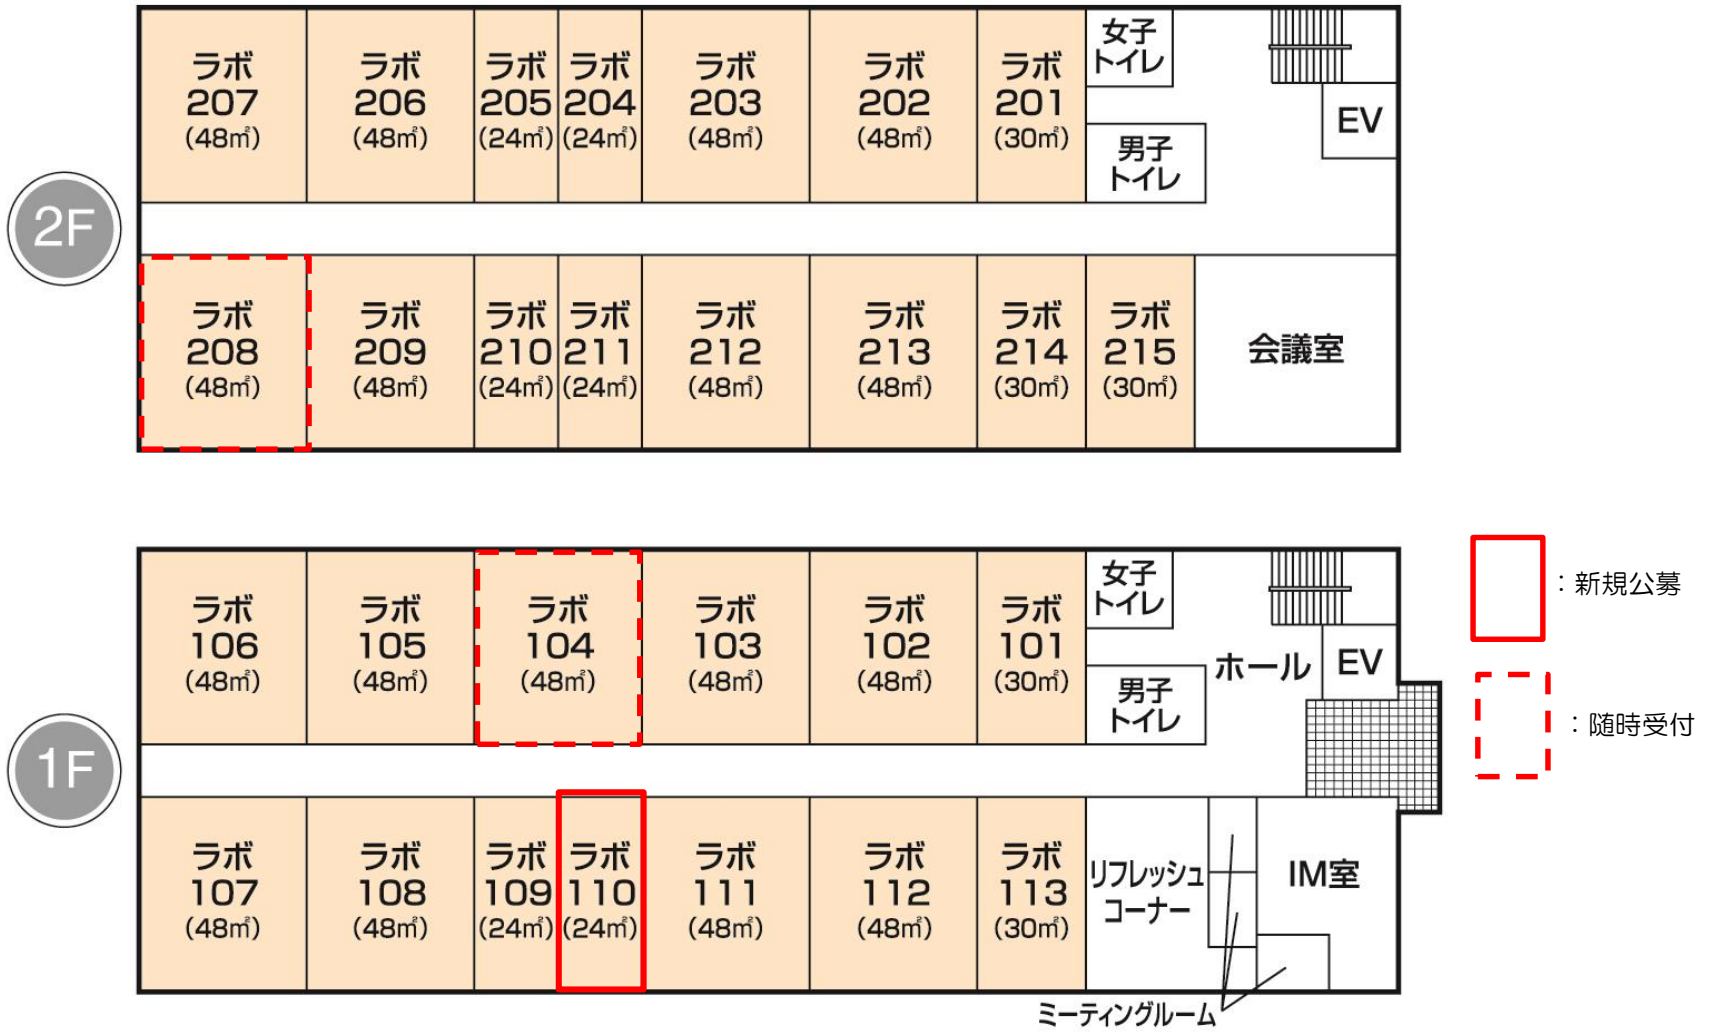 2F
ラボ
207
(48㎡)
ラボ
206
(48㎡)
ラボ
205
(24㎡)
ラボ
204
(24㎡)
ラボ
203
(48㎡)
ラボ
202
(48㎡)
ラボ
201
(30㎡)
女子
トイレ
男子
トイレ
EV
ラボ
208
(48㎡)
ラボ
209
(48㎡)
ラボ
210
(24㎡)
ラボ
211
(24㎡)
ラボ
212
(48㎡)
ラボ
213
(48㎡)
ラボ
214
(30㎡)
ラボ
215
(30㎡)
会議室
1F
ラボ
106
(48㎡)
ラボ
105
(48㎡)
ラボ
104
(48㎡)
ラボ
103
(48㎡)
ラボ
102
(48㎡)
ラボ
101
(30㎡)
女子
トイレ
男子
トイレ
ホール
EV
ラボ
107
(48㎡)
ラボ
108
(48㎡)
ラボ
109
(24㎡)
ラボ
110
(24㎡)
ラボ
111
(48㎡)
ラボ
112
(48㎡)
ラボ
113
(30㎡)
リフレッシュ
コーナー
IM室
ミーティングルーム
：新規公募
：随時受付